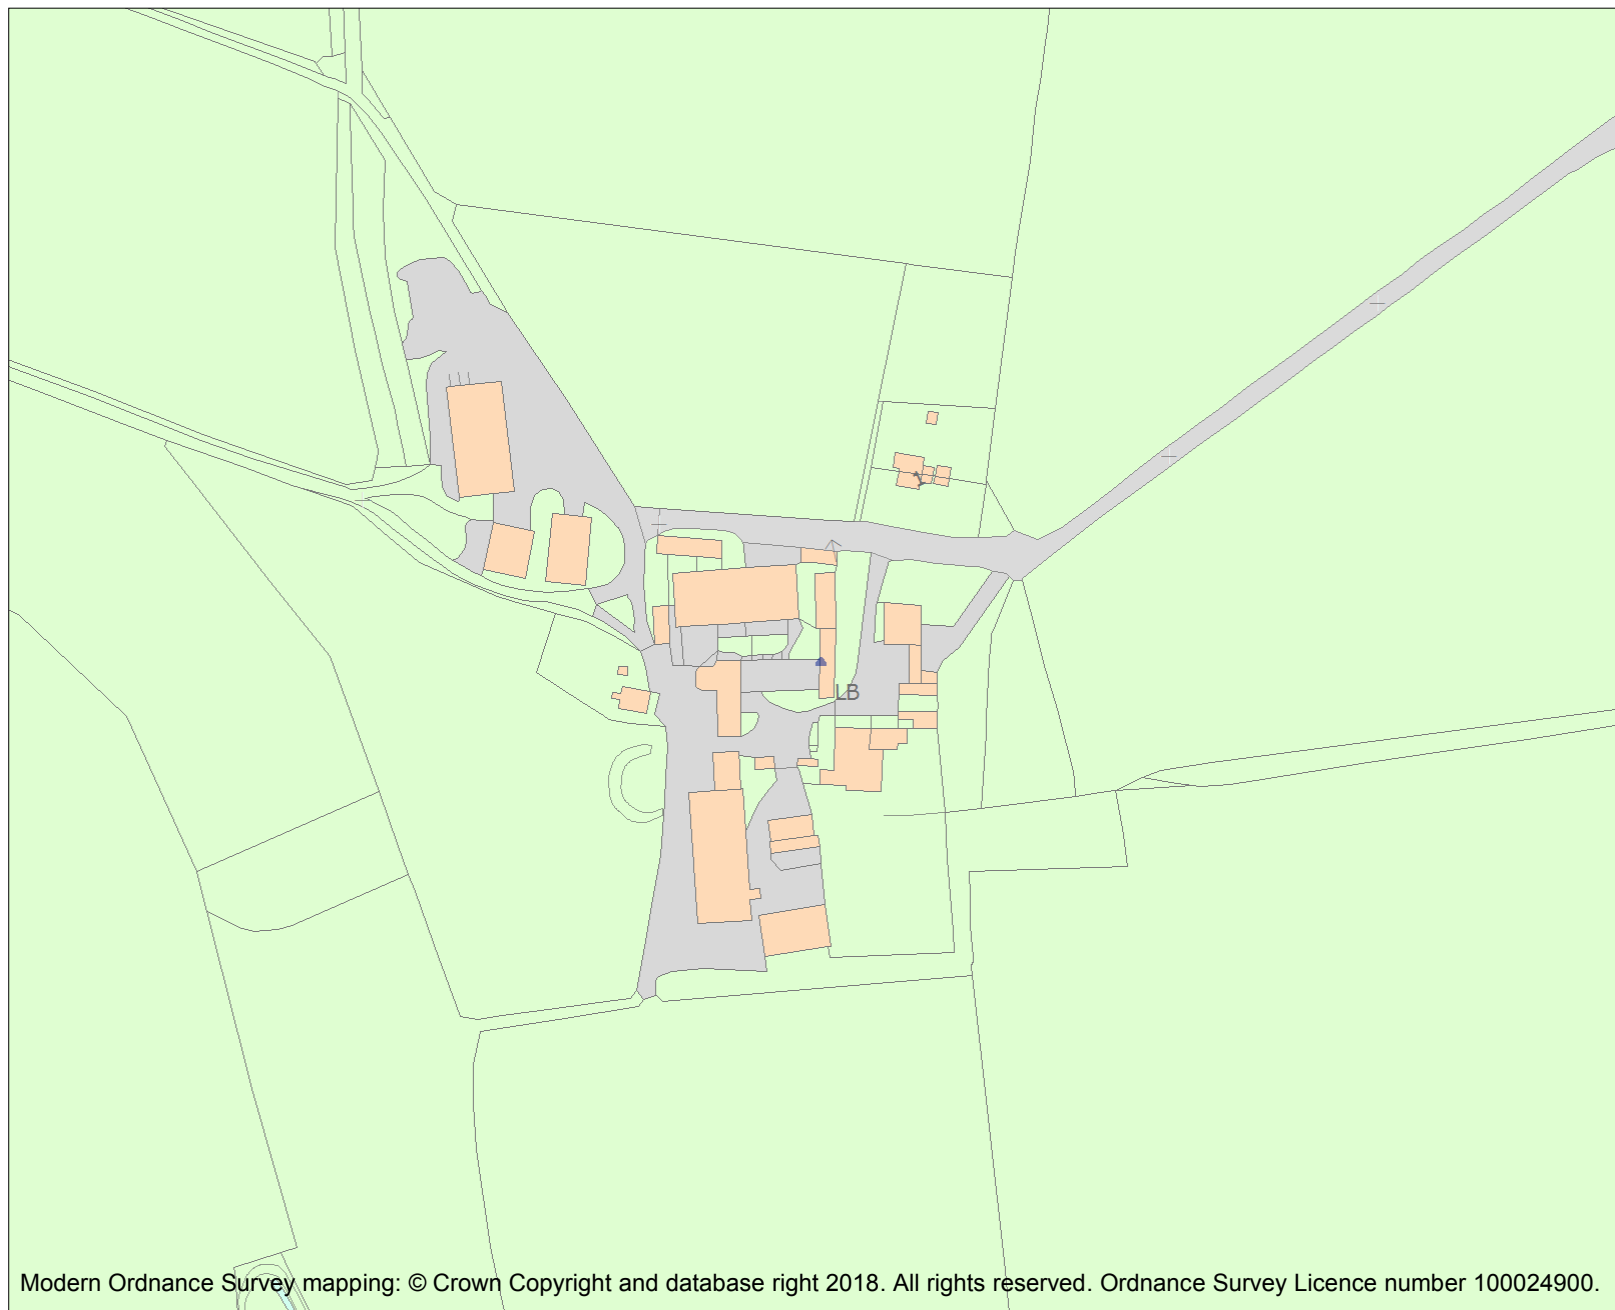 LB
Modern Ordnance Survey mapping: © Crown Copyright and database right 2018. All rights reserved. Ordnance Survey Licence number 100024900.